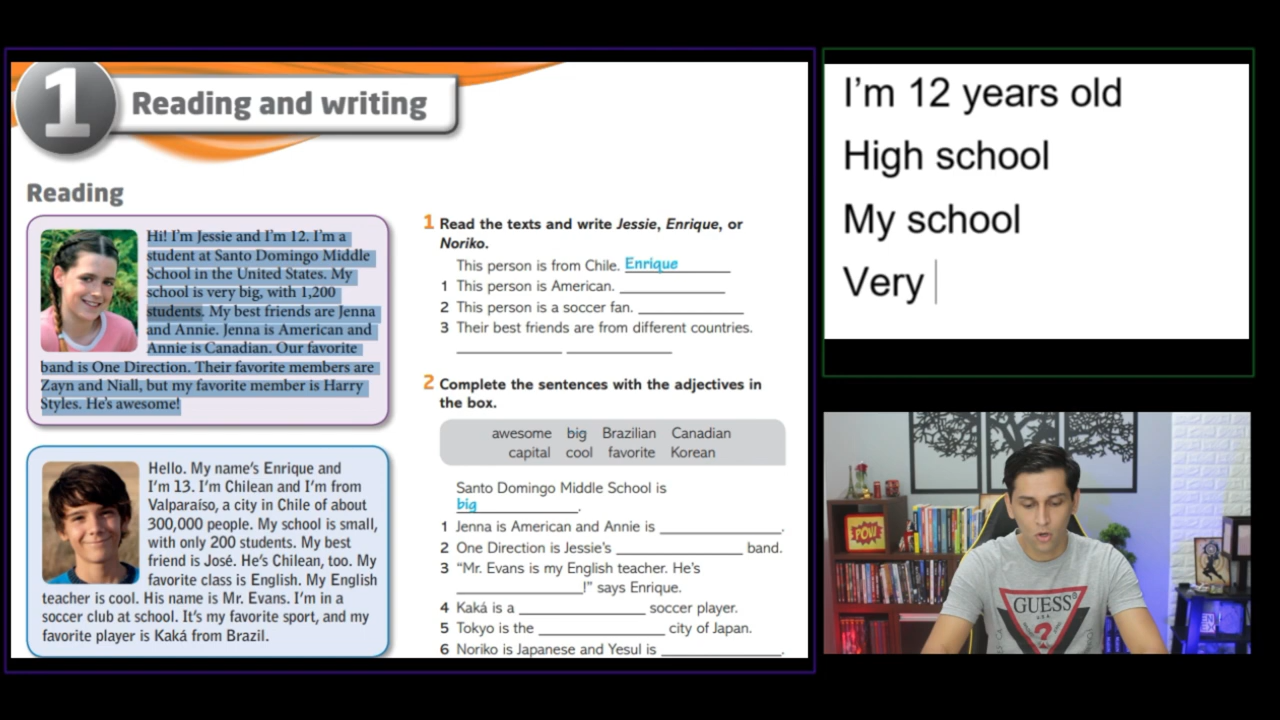 1
Reading and writing
Reading
Hi! I'm Jessie and I'm 12. I'm a
student at Santo Domingo Middle
School in the United States. My
school is very big, with 1,200
students. My best friends are Jenna
and Annie. Jenna is American and
Annie is Canadian. Our favorite
band is One Direction. Their favorite members are
Zayn and Niall, but my favorite member is Harry
Styles. He's awesome!
Hello. My name's Enrique and
I'm 13. I'm Chilean and I'm from
Valparaíso, a city in Chile of about
300,000 people. My school is small,
with only 200 students. My best
friend is José. He's Chilean, too. My
favorite class is English. My English
teacher is cool. His name is Mr. Evans. I'm in a
soccer club at school. It's my favorite sport, and my
favorite player is Kaká from Brazil.
1 Read the texts and write Jessie, Enrique, or
Noriko.
This person is from Chile. Enrique
1 This person is American. ____________
2 This person is a soccer fan. ____________
3 Their best friends are from different countries.
____________ ____________
2 Complete the sentences with the adjectives in
the box.
awesome big Brazilian Canadian
capital cool favorite Korean
Santo Domingo Middle School is
big____________.
1 Jenna is American and Annie is ____________.
2 One Direction is Jessie's ____________ band.
3 "Mr. Evans is my English teacher. He's
____________!" says Enrique.
4 Kaká is a ____________ soccer player.
5 Tokyo is the ____________ city of Japan.
6 Noriko is Japanese and Yesul is ____________.
I'm 12 years old
High school
My school
Very
POW!
GUESS
?